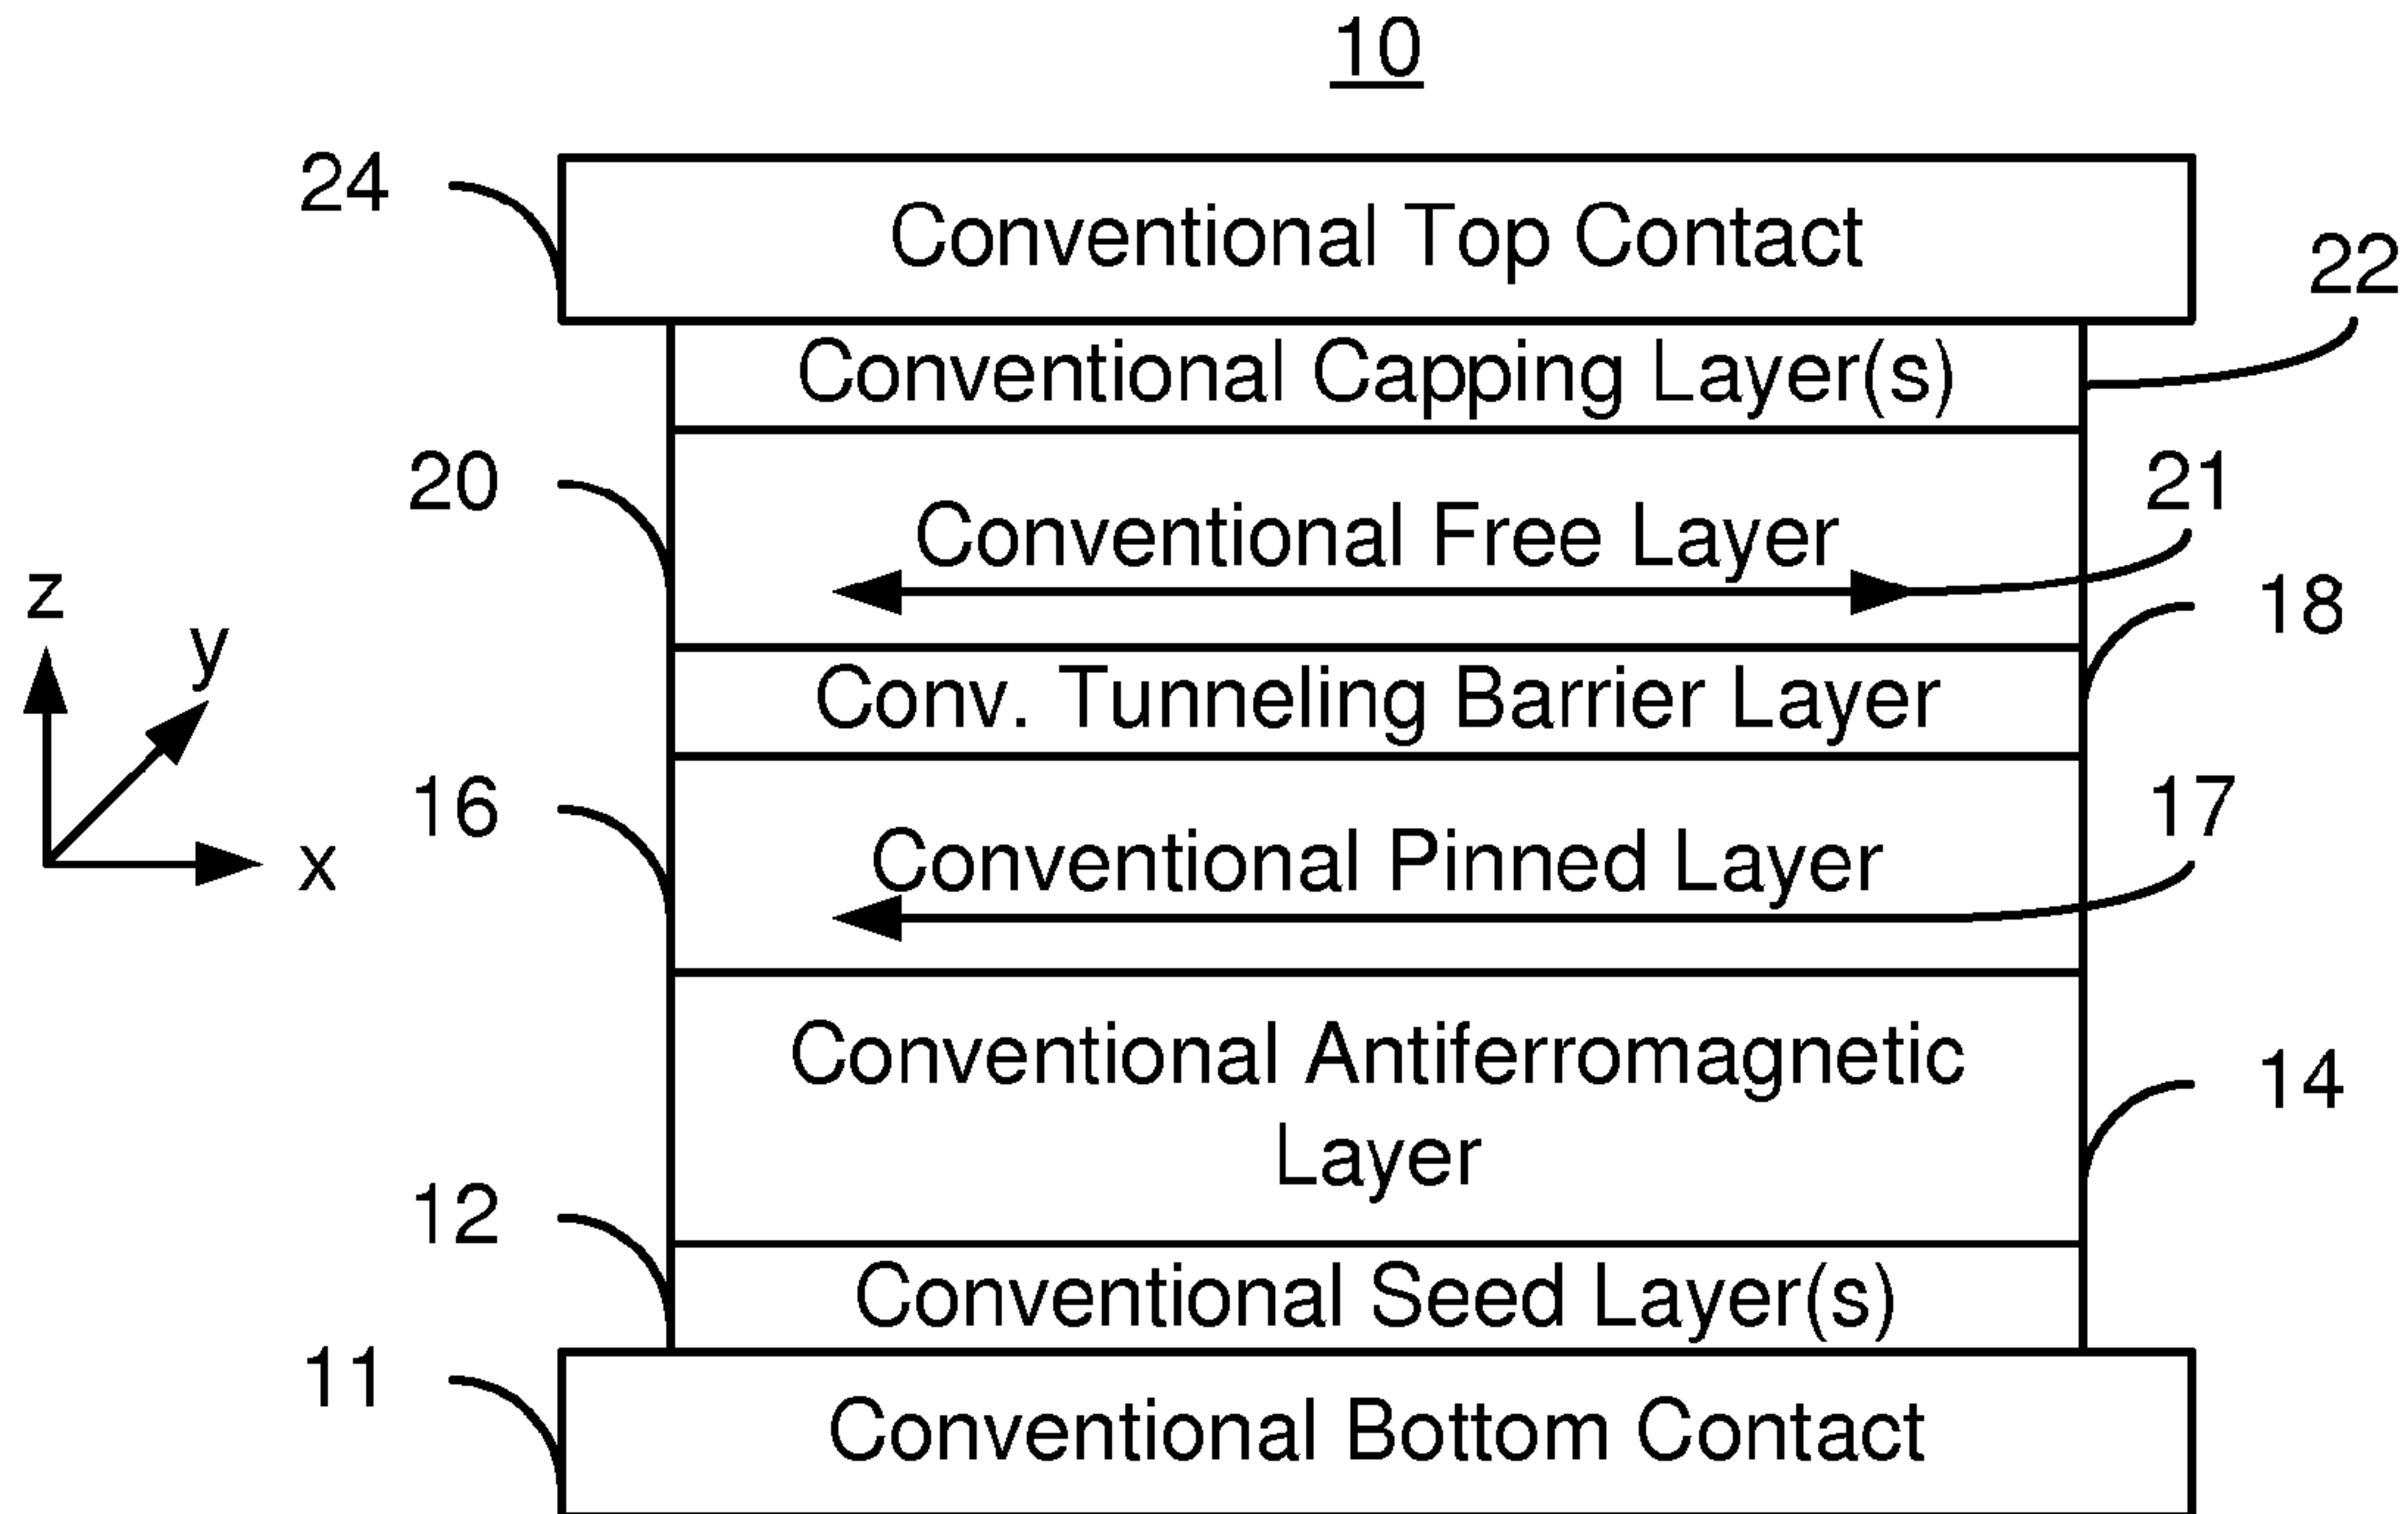 10
24
Conventional Top Contact
22
Conventional Capping Layer(s)
20
21
Conventional Free Layer
z
18
y
Conv. Tunneling Barrier Layer
16
17
x
Conventional Pinned Layer
Conventional Antiferromagnetic
Layer
14
12
Conventional Seed Layer(s)
11
Conventional Bottom Contact